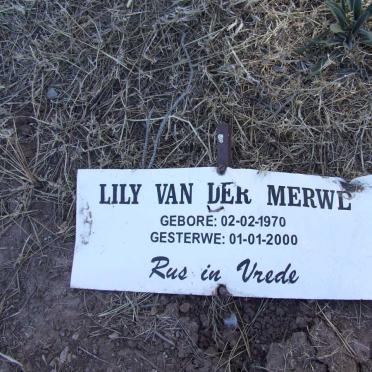 LILY VAN DER MERWE
GEBORE: 02-02-1970
GESTERWE: 01-01-2000
Rus in Vrede